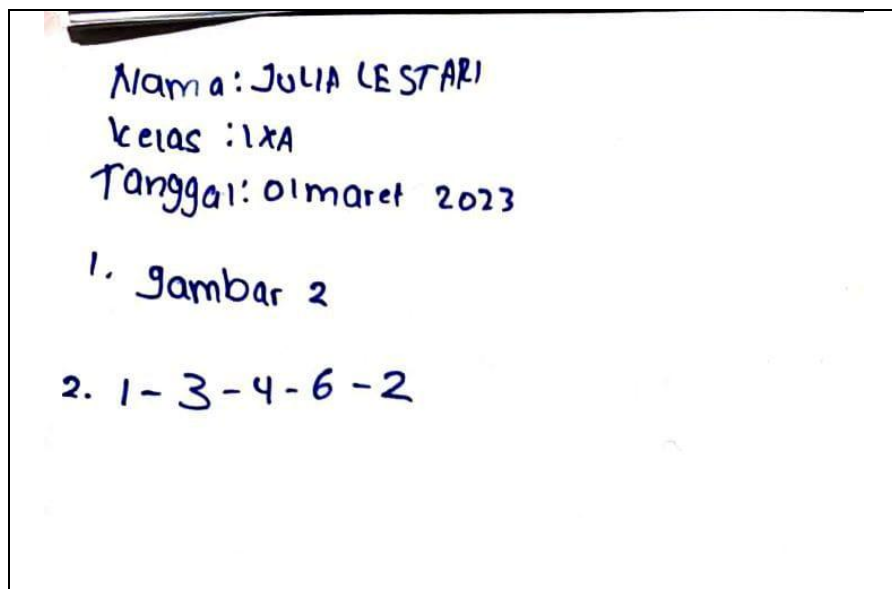 Nama: JULIA LESTARI
Kelas: IXA
Tanggal: 01 maret 2023
1. gambar 2
2. 1-3-4-6-2